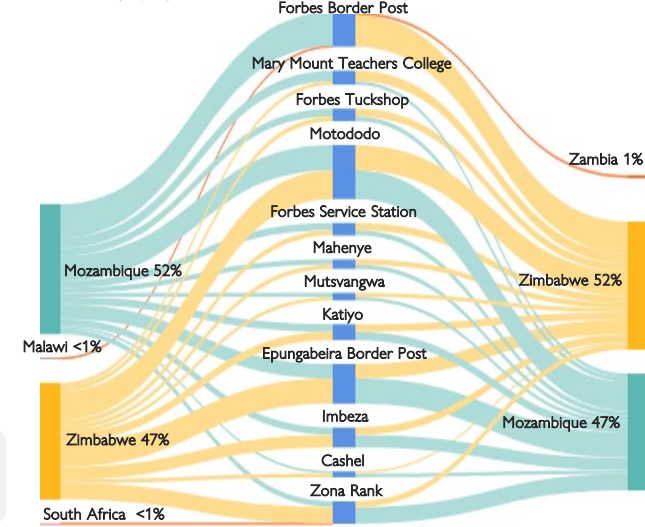 Forbes Border Post
Mary Mount Teachers College
Forbes Tuckshop
Motododo
Zambia 1%
Forbes Service Station
Mahenye
Mozambique 52%
Zimbabwe 52%
Mutsvangwa
Katiyo
Malawi <1%
Epungabeira Border Post
Imbeza
Mozambique 47%
Zimbabwe 47%
Cashel
Zona Rank
South Africa <1%